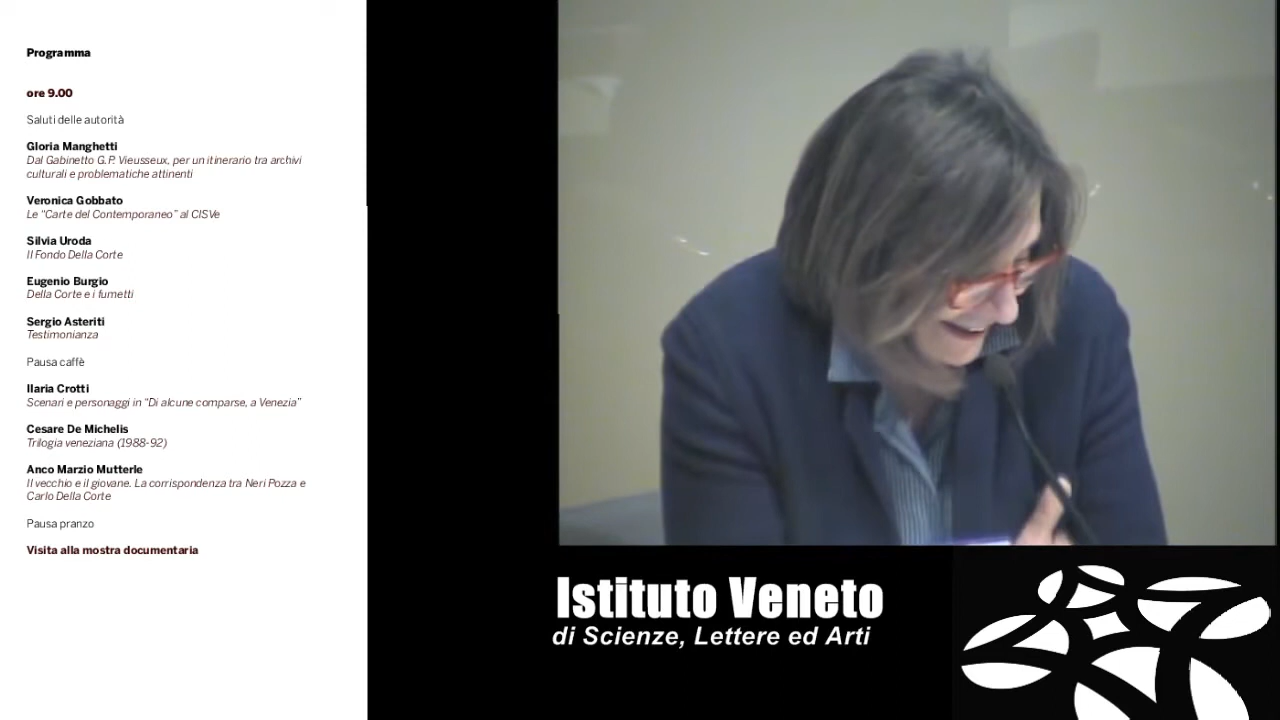 Programma
ore 9.00
Saluti delle autorità
Gloria Manghetti
Dal Gabinetto G.P. Vieusseux, per un itinerario tra archivi
culturali e problematiche attinenti
Veronica Gobbato
Le “Carte del Contemporaneo” al CISVe
Silvia Uroda
Il Fondo Della Corte
Eugenio Burgio
Della Corte e i fumetti
Sergio Asteriti
Testimonianza
Pausa caffè
Ilaria Crotti
Scenari e personaggi in “Di alcune comparse, a Venezia”
Cesare De Michelis
Trilogia veneziana (1988-92)
Anco Marzio Mutterle
Il vecchio e il giovane. La corrispondenza tra Neri Pozza e
Carlo Della Corte
Pausa pranzo
Visita alla mostra documentaria
Istituto Veneto
di Scienze, Lettere ed Arti